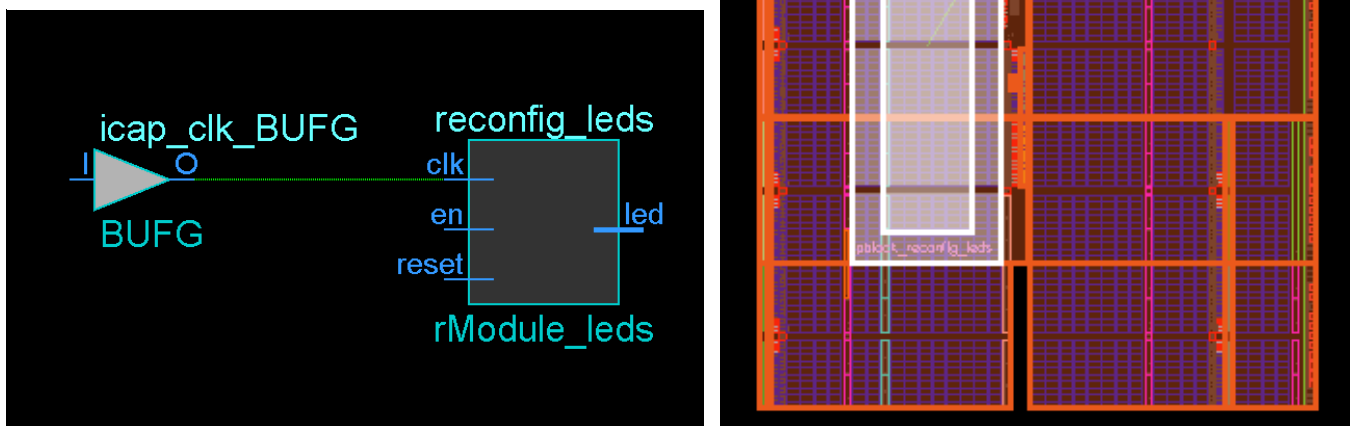 icap_clk_BUFG
I
O
BUFG
reconfig_leds
clk
en
reset
led
rModule_leds
pblock_reconfig_leds